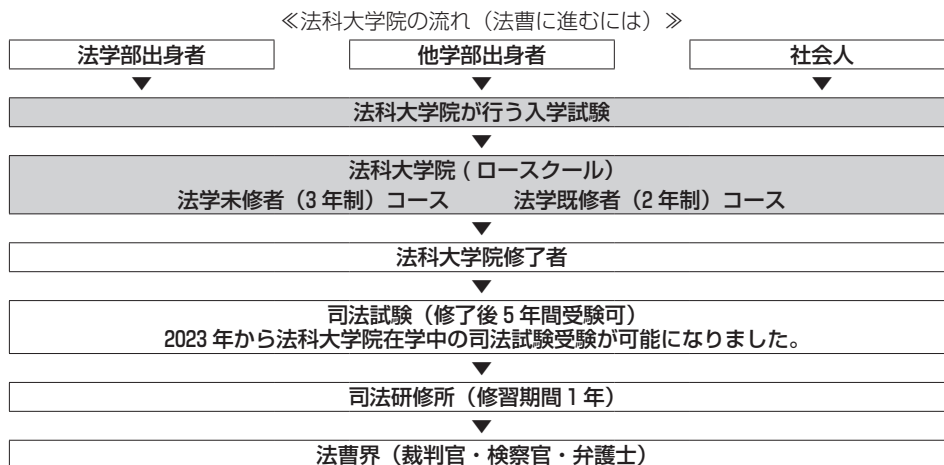 ≪法科大学院の流れ（法曹に進むには）≫
法学部出身者 他学部出身者 社会人
▼ ▼ ▼
法科大学院が行う入学試験
▼
法科大学院 ( ロースクール）
法学未修者（3 年制）コース 法学既修者（2 年制）コース
▼
法科大学院修了者
▼
司法試験（修了後 5 年間受験可）
2023 年から法科大学院在学中の司法試験受験が可能になりました。
▼
司法研修所（修習期間 1 年）
▼
法曹界（裁判官・検察官・弁護士）